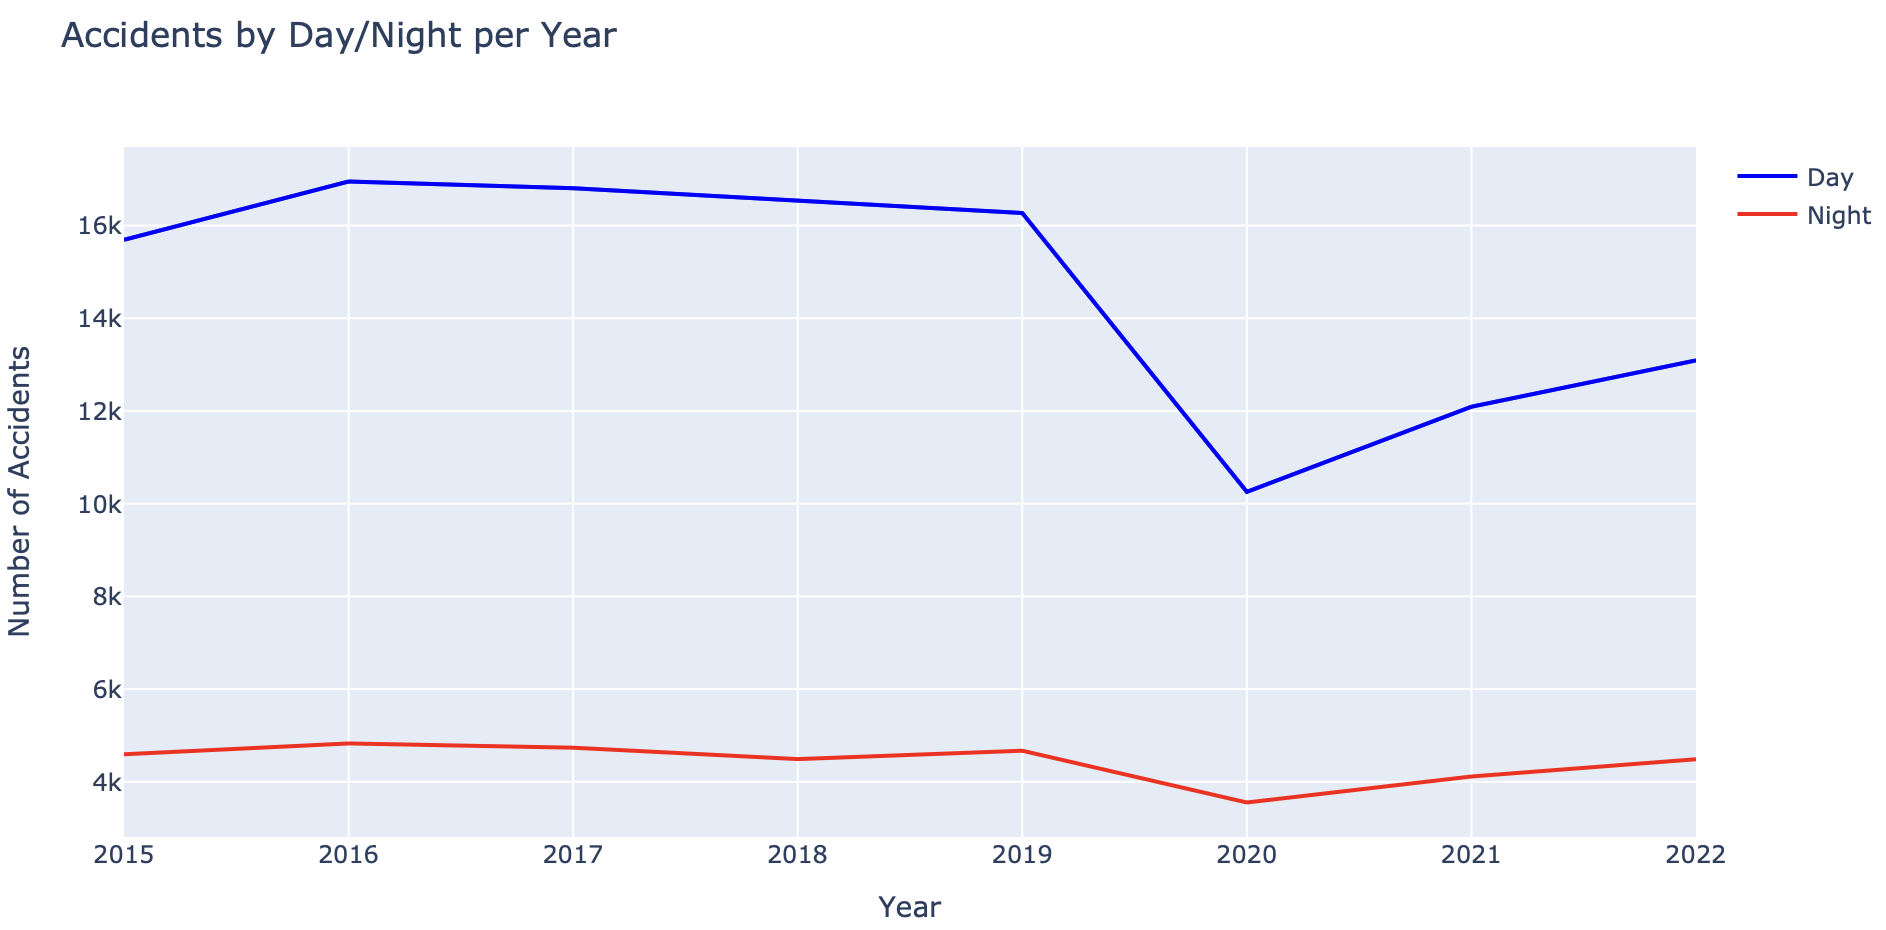 Accidents by Day/Night per Year
Day
Night
16k
14k
12k
10k
8k
6k
4k
Number of Accidents
2015 2016 2017 2018 2019 2020 2021 2022
Year